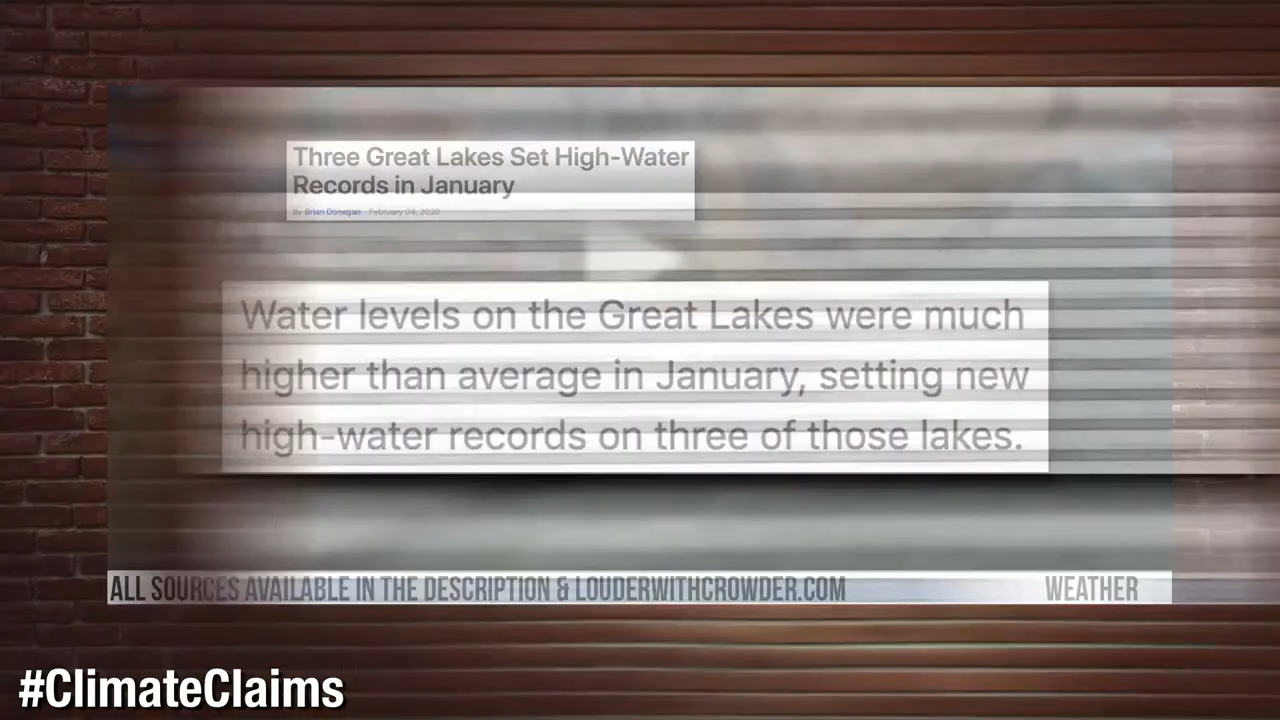 Three Great Lakes Set High-Water
Records in January
By Brian Donegan · February 04, 2020
Water levels on the Great Lakes were much
higher than average in January, setting new
high-water records on three of those lakes.
ALL SOURCES AVAILABLE IN THE DESCRIPTION & LOUDERWITHCROWDER.COM
WEATHER
#ClimateClaims